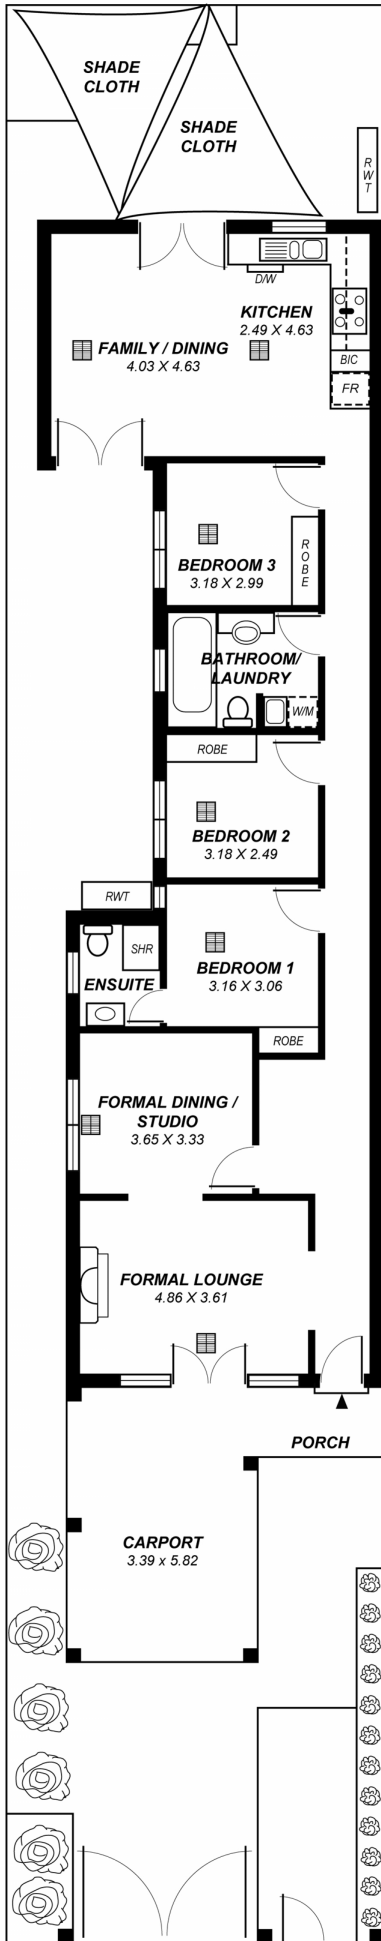 SHADE
CLOTH
SHADE
CLOTH
RWT
D/W
KITCHEN
2.49 X 4.63
FAMILY / DINING
4.03 X 4.63
BIC
FR
BEDROOM 3
3.18 X 2.99
ROBE
BATHROOM/
LAUNDRY
W/M
ROBE
BEDROOM 2
3.18 X 2.49
RWT
SHR
BEDROOM 1
3.16 X 3.06
ENSUITE
ROBE
FORMAL DINING /
STUDIO
3.65 X 3.33
FORMAL LOUNGE
4.86 X 3.61
PORCH
CARPORT
3.39 x 5.82